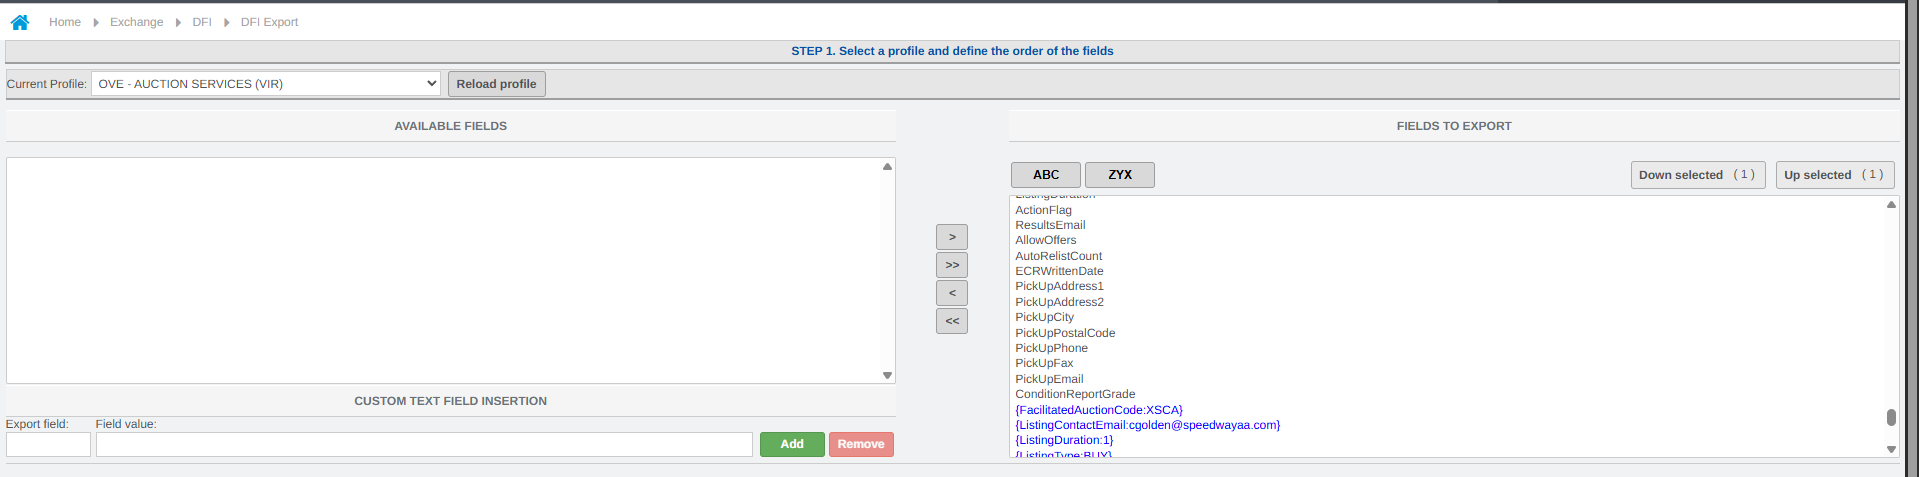 Home Exchange DFI DFI Export
STEP 1. Select a profile and define the order of the fields
Current Profile: OVE - AUCTION SERVICES (VIR) Reload profile
AVAILABLE FIELDS
FIELDS TO EXPORT
ABC ZYX Down selected ( 1 ) Up selected ( 1 )
>
>>
<
<<
ListingDuration
ActionFlag
ResultsEmail
AllowOffers
AutoRelistCount
ECRWrittenDate
PickUpAddress1
PickUpAddress2
PickUpCity
PickUpPostalCode
PickUpPhone
PickUpFax
PickUpEmail
ConditionReportGrade
{FacilitatedAuctionCode:XSCA}
{ListingContactEmail:cgolden@speedwayaa.com}
{ListingDuration:1}
{ListingType:BUY}
CUSTOM TEXT FIELD INSERTION
Export field: Field value:
Add Remove